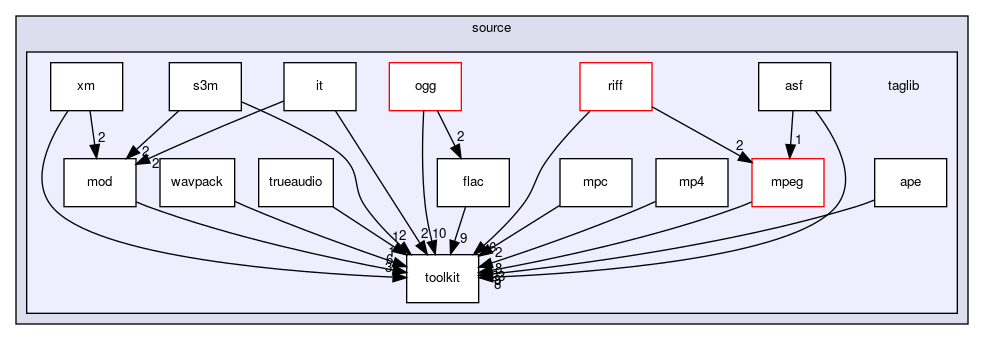 source
taglib
xm
s3m
it
ogg
riff
asf
2
2
2
2
2
1
mod
wavpack
trueaudio
flac
mpc
mp4
mpeg
ape
2
10
9
2
toolkit
8